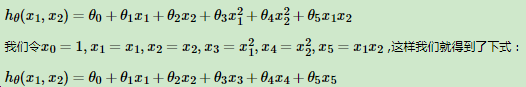 h_θ(x₁, x₂) = θ₀ + θ₁x₁ + θ₂x₂ + θ₃x₁² + θ₄x₂² + θ₅x₁x₂
我们令x₀ = 1, x₁ = x₁, x₂ = x₂, x₃ = x₁², x₄ = x₂², x₅ = x₁x₂ ,这样我们就得到了下式：
h_θ(x₁, x₂) = θ₀ + θ₁x₁ + θ₂x₂ + θ₃x₃ + θ₄x₄ + θ₅x₅